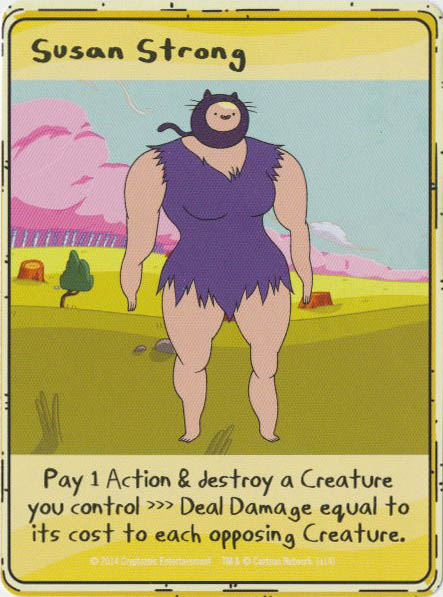 Susan Strong
Pay 1 Action & destroy a Creature
you control >>> Deal Damage equal to
its cost to each opposing Creature.
© 2014 Cryptozoic Entertainment TM & © Cartoon Network.